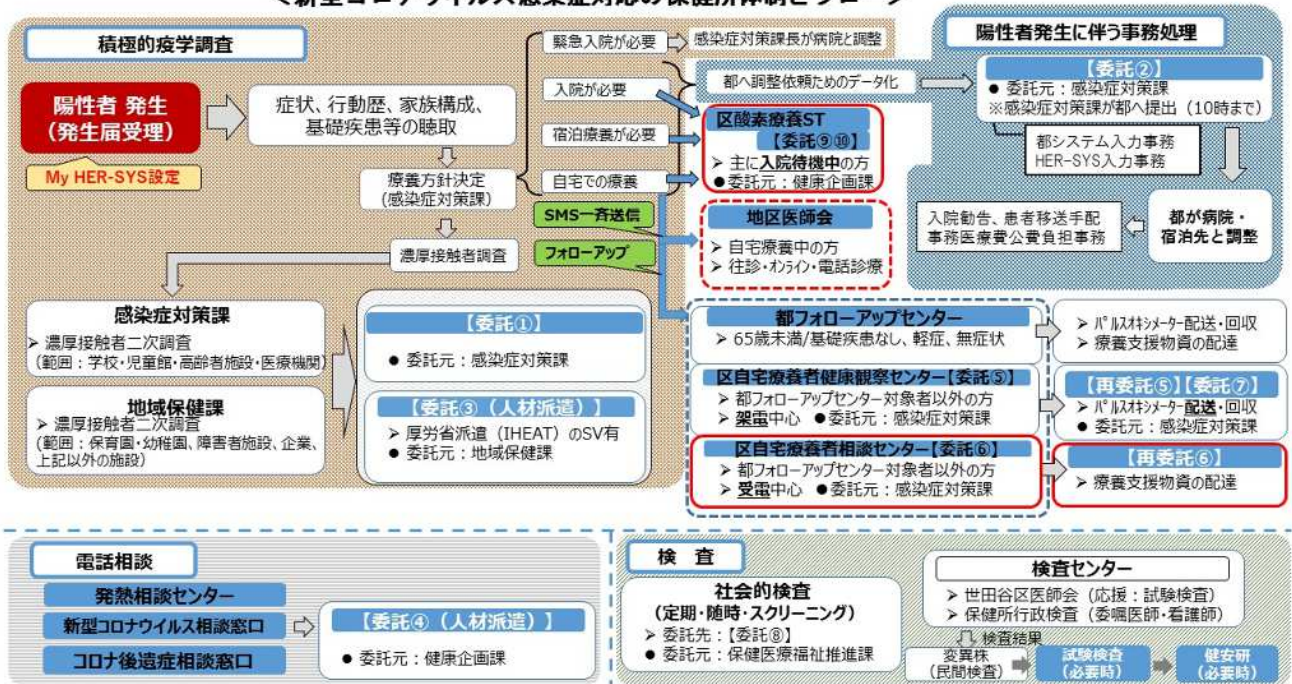 ＜新型コロナウイルス感染症対応の保健所体制とフロー＞
積極的疫学調査
陽性者 発生
（発生届受理）
My HER-SYS設定
症状、行動歴、家族構成、
基礎疾患等の聴取
療養方針決定
(感染症対策課)
濃厚接触者調査
緊急入院が必要
感染症対策課長が病院と調整
入院が必要
宿泊療養が必要
自宅での療養
都へ調整依頼ためのデータ化
SMS一斉送信
フォローアップ
区酸素療養ST
【委託⑨⑩】
➢ 主に入院待機中の方
●委託元：健康企画課
地区医師会
➢ 自宅療養中の方
➢ 往診・オンライン・電話診療
陽性者発生に伴う事務処理
【委託②】
● 委託元：感染症対策課
※感染症対策課が都へ提出（10時まで）
都システム入力事務
HER-SYS入力事務
都が病院・
宿泊先と調整
入院勧告、患者移送手配
事務医療費公費負担事務
感染症対策課
➢ 濃厚接触者二次調査
(範囲：学校・児童館・高齢者施設・医療機関)
地域保健課
➢ 濃厚接触者二次調査
(範囲：保育園・幼稚園、障害者施設、企業、
上記以外の施設)
【委託①】
● 委託元：感染症対策課
【委託③（人材派遣）】
➢ 厚労省派遣（IHEAT）のSV有
● 委託元：地域保健課
都フォローアップセンター
➢ 65歳未満/基礎疾患なし、軽症、無症状
➢ パルスオキシメーター配送・回収
➢ 療養支援物資の配達
区自宅療養者健康観察センター【委託⑤】
➢ 都フォローアップセンター対象者以外の方
➢ 架電中心 ●委託元：感染症対策課
【再委託⑤】【委託⑦】
➢ パルスオキシメーター配送・回収
● 委託元：感染症対策課
区自宅療養者相談センター【委託⑥】
➢ 都フォローアップセンター対象者以外の方
➢ 受電中心 ●委託元：感染症対策課
【再委託⑥】
➢ 療養支援物資の配達
電話相談
発熱相談センター
新型コロナウイルス相談窓口
コロナ後遺症相談窓口
【委託④（人材派遣）】
● 委託元：健康企画課
検 査
社会的検査
（定期・随時・スクリーニング）
➢ 委託先：【委託⑧】
● 委託元：保健医療福祉推進課
検査センター
➢ 世田谷区医師会（応援：試験検査）
➢ 保健所行政検査（委嘱医師・看護師）
検査結果
変異株
（民間検査）
試験検査
（必要時）
健安研
（必要時）